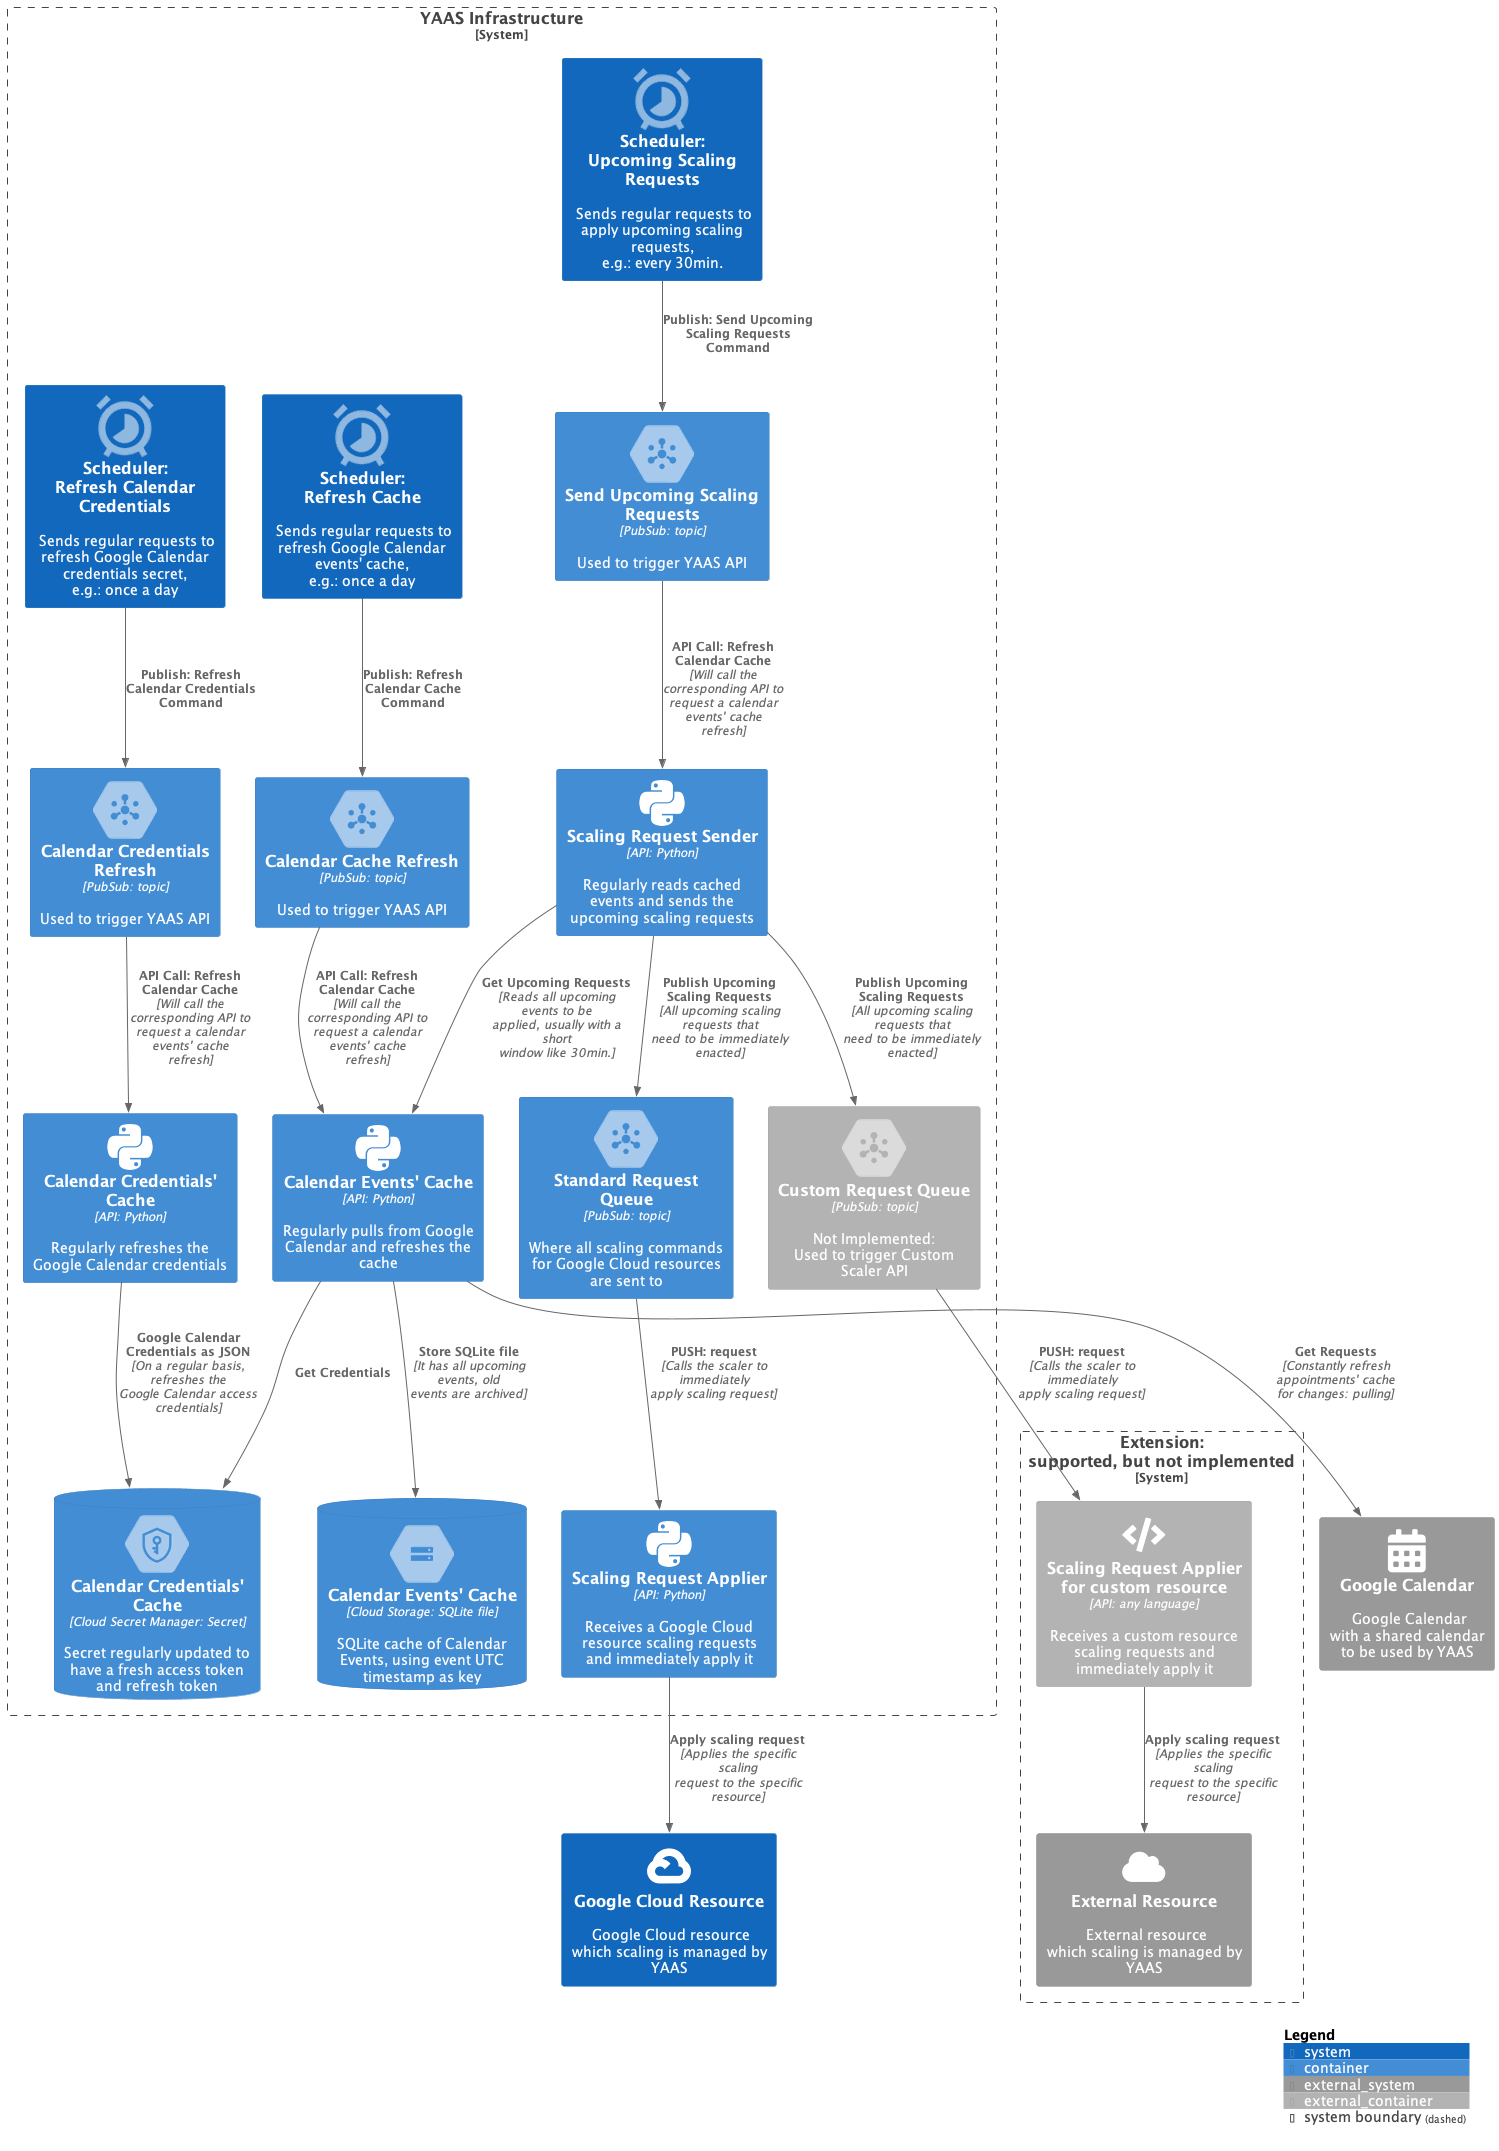 YAAS Infrastructure
[System]
Scheduler:
Upcoming Scaling
Requests
Sends regular requests to
apply upcoming scaling
requests,
e.g.: every 30min.
Publish: Send Upcoming
Scaling Requests
Command
Scheduler:
Refresh Calendar
Credentials
Sends regular requests to
refresh Google Calendar
credentials secret,
e.g.: once a day
Scheduler:
Refresh Cache
Sends regular requests to
refresh Google Calendar
events' cache,
e.g.: once a day
Send Upcoming Scaling
Requests
[PubSub: topic]
Used to trigger YAAS API
Publish: Refresh
Calendar Credentials
Command
Publish: Refresh
Calendar Cache
Command
API Call: Refresh
Calendar Cache
[Will call the
corresponding API to
request a calendar
events' cache
refresh]
Calendar Credentials
Refresh
[PubSub: topic]
Used to trigger YAAS API
Calendar Cache Refresh
[PubSub: topic]
Used to trigger YAAS API
Scaling Request Sender
[API: Python]
Regularly reads cached
events and sends the
upcoming scaling requests
API Call: Refresh
Calendar Cache
[Will call the
corresponding API to
request a calendar
events' cache
refresh]
API Call: Refresh
Calendar Cache
[Will call the
corresponding API to
request a calendar
events' cache
refresh]
Get Upcoming Requests
[Reads all upcoming
events to be
applied, usually with a
short
window like 30min.]
Publish Upcoming
Scaling Requests
[All upcoming scaling
requests that
need to be immediately
enacted]
Publish Upcoming
Scaling Requests
[All upcoming scaling
requests that
need to be immediately
enacted]
Calendar Credentials'
Cache
[API: Python]
Regularly refreshes the
Google Calendar credentials
Calendar Events' Cache
[API: Python]
Regularly pulls from Google
Calendar and refreshes the
cache
Standard Request
Queue
[PubSub: topic]
Where all scaling commands
for Google Cloud resources
are sent to
Custom Request Queue
[PubSub: topic]
Not Implemented:
Used to trigger Custom
Scaler API
Google Calendar
Credentials as JSON
[On a regular basis,
refreshes the
Google Calendar access
credentials]
Get Credentials
Store SQLite file
[It has all upcoming
events, old
events are archived]
PUSH: request
[Calls the scaler to
immediately
apply scaling request]
PUSH: request
[Calls the scaler to
immediately
apply scaling request]
Get Requests
[Constantly refresh
appointments' cache
for changes: pulling]
Extension:
supported, but not implemented
[System]
Calendar Credentials'
Cache
[Cloud Secret Manager: Secret]
Secret regularly updated to
have a fresh access token
and refresh token
Calendar Events' Cache
[Cloud Storage: SQLite file]
SQLite cache of Calendar
Events, using event UTC
timestamp as key
Scaling Request Applier
[API: Python]
Receives a Google Cloud
resource scaling requests
and immediately apply it
Scaling Request Applier
for custom resource
[API: any language]
Receives a custom resource
scaling requests and
immediately apply it
Google Calendar
Google Calendar
with a shared calendar
to be used by YAAS
Apply scaling request
[Applies the specific
scaling
request to the specific
resource]
Apply scaling request
[Applies the specific
scaling
request to the specific
resource]
Google Cloud Resource
Google Cloud resource
which scaling is managed by
YAAS
External Resource
External resource
which scaling is managed by
YAAS
Legend
system
container
external_system
external_container
system boundary (dashed)